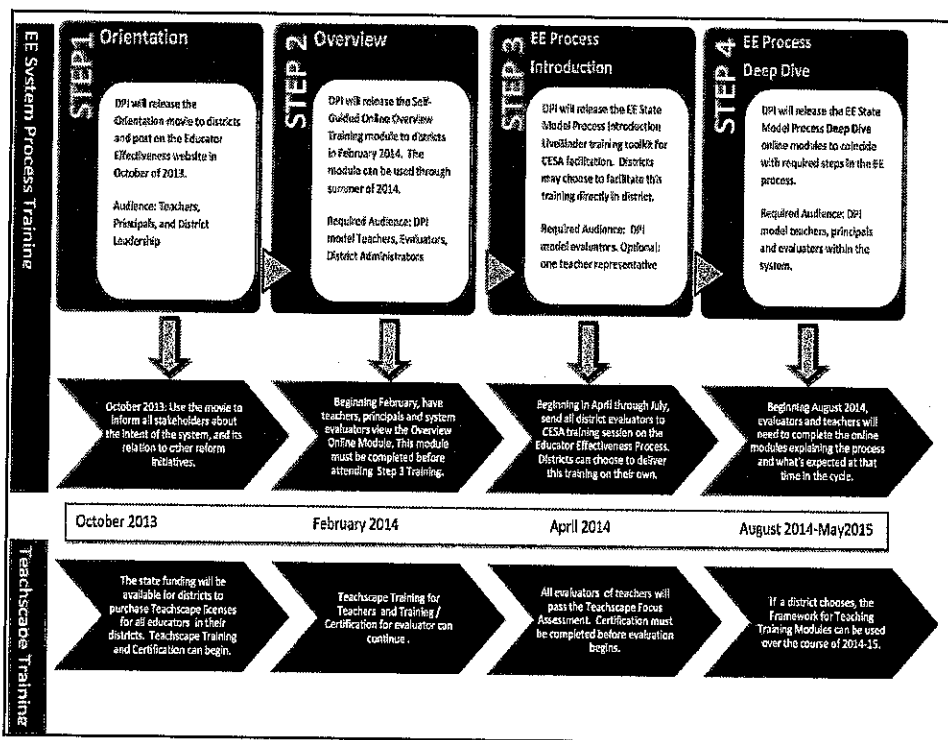 EE System Process Training
STEP 1
Orientation
DPI will release the
Orientation movie to districts
and post on the Educator
Effectiveness website in
October of 2013.
Audience: Teachers,
Principals, and District
Leadership
STEP 2
Overview
DPI will release the Self-
Guided Online Overview
Training module to districts
in February 2014. The
module can be used through
summer of 2014.
Required Audience: DPI
model Teachers, Evaluators,
District Administrators
STEP 3
EE Process
Introduction
DPI will release the EE State
Model Process Introduction
LiveBinder training toolkit for
CESA facilitation. Districts
may choose to facilitate this
training directly in district.
Required Audience: DPI
model evaluators. Optional:
one teacher representative
STEP 4
EE Process
Deep Dive
DPI will release the EE State
Model Process Deep Dive
online modules to coincide
with required steps in the EE
process.
Required Audience: DPI
model teachers, principals
and evaluators within the
system.
October 2013: Use the movie to
inform all stakeholders about
the intent of the system, and its
relation to other reform
initiatives.
Beginning February, have
teachers, principals and system
evaluators view the Overview
Online Module. This module
must be completed before
attending Step 3 Training.
Beginning in April through July,
send all district evaluators to
CESA training session on the
Educator Effectiveness Process.
Districts can choose to deliver
this training on their own.
Beginning August 2014,
evaluators and teachers will
need to complete the online
modules explaining the process
and what's expected at that
time in the cycle.
October 2013
February 2014
April 2014
August 2014-May2015
Teachscape Training
The state funding will be
available for districts to
purchase Teachscape licenses
for all educators in their
districts. Teachscape Training
and Certification can begin.
Teachscape Training for
Teachers and Training /
Certification for evaluator can
continue.
All evaluators of teachers will
pass the Teachscape Focus
Assessment. Certification must
be completed before evaluation
begins.
If a district chooses, the
Framework for Teaching
Training Modules can be used
over the course of 2014-15.